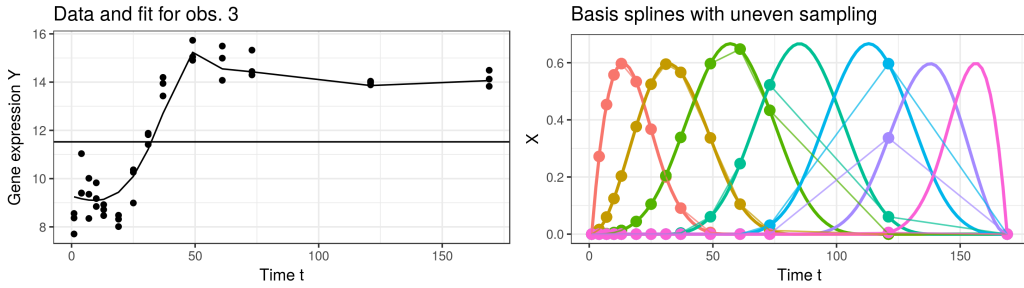 Data and fit for obs. 3
Gene expression Y
16
14
12
10
8
0
50
100
150
Time t
Basis splines with uneven sampling
X
0.6
0.4
0.2
0.0
0
50
100
150
Time t